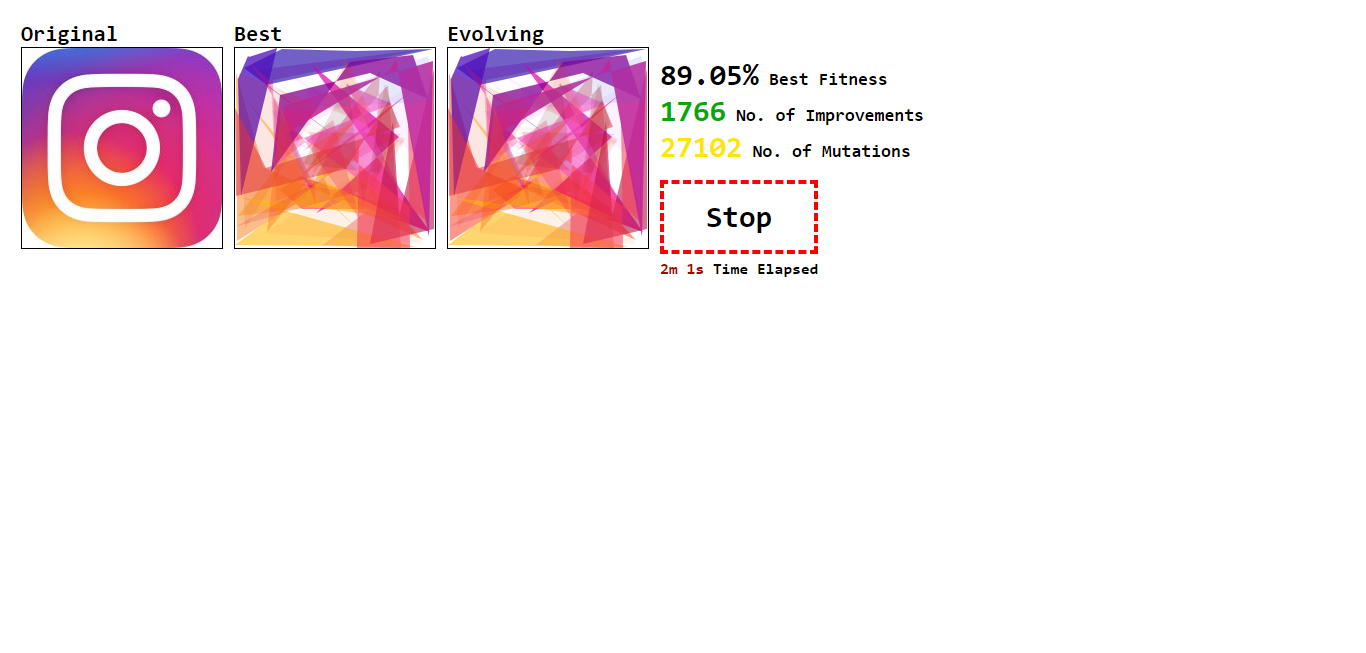 Original
Best
Evolving
89.05% Best Fitness
1766 No. of Improvements
27102 No. of Mutations
Stop
2m 1s Time Elapsed